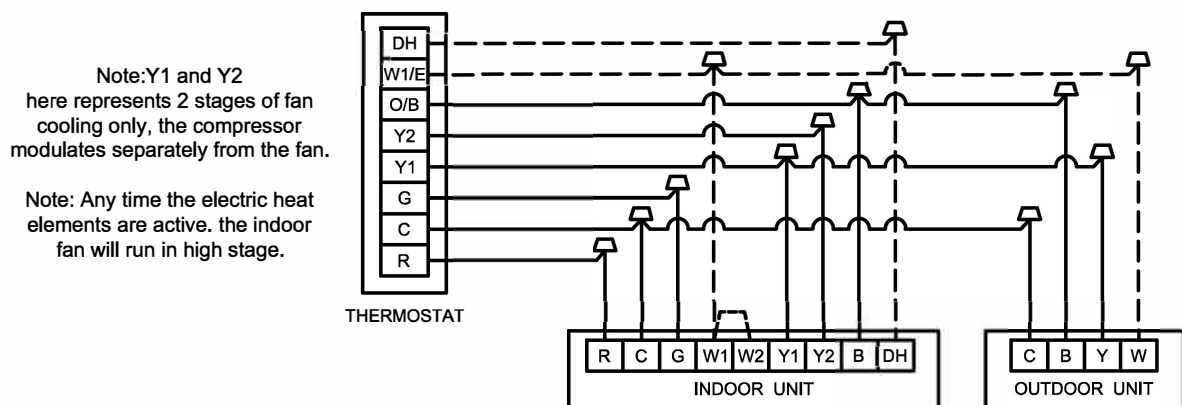 Note:Y1 and Y2
here represents 2 stages of fan
cooling only, the compressor
modulates separately from the fan.
Note: Any time the electric heat
elements are active. the indoor
fan will run in high stage.
DH
W1/E
O/B
Y2
Y1
G
C
R
THERMOSTAT
R C G W1 W2 Y1 Y2 B DH
INDOOR UNIT
C B Y W
OUTDOOR UNIT